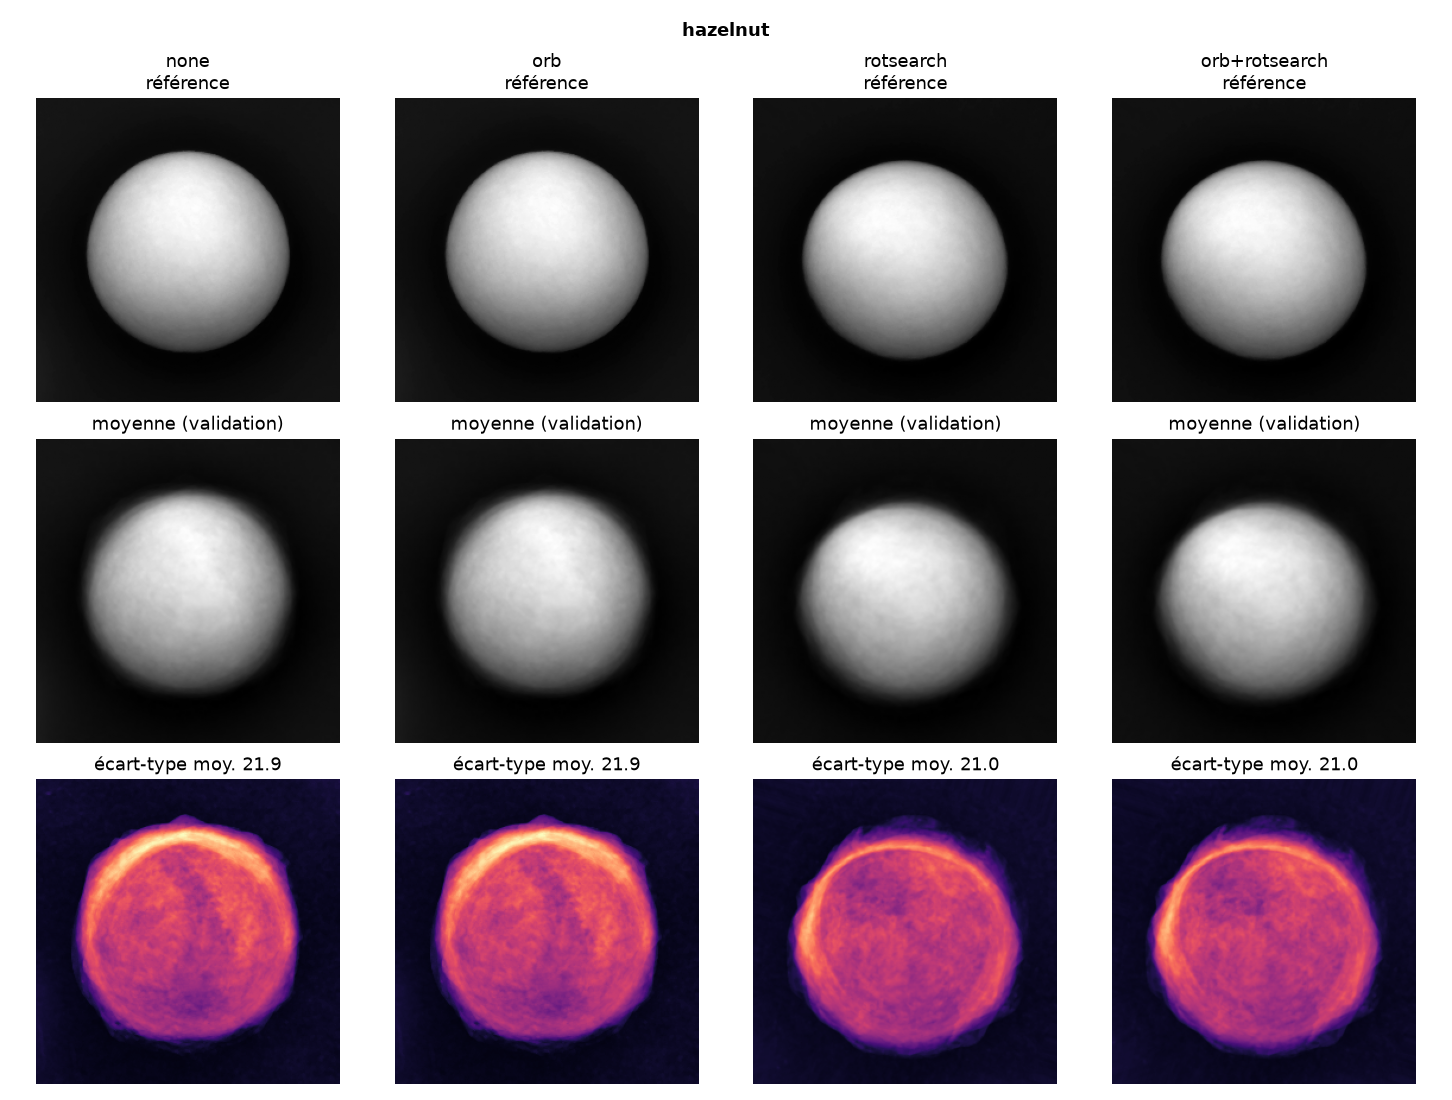 hazelnut
none
référence
orb
référence
rotsearch
référence
orb+rotsearch
référence
moyenne (validation)
moyenne (validation)
moyenne (validation)
moyenne (validation)
écart-type moy. 21.9
écart-type moy. 21.9
écart-type moy. 21.0
écart-type moy. 21.0